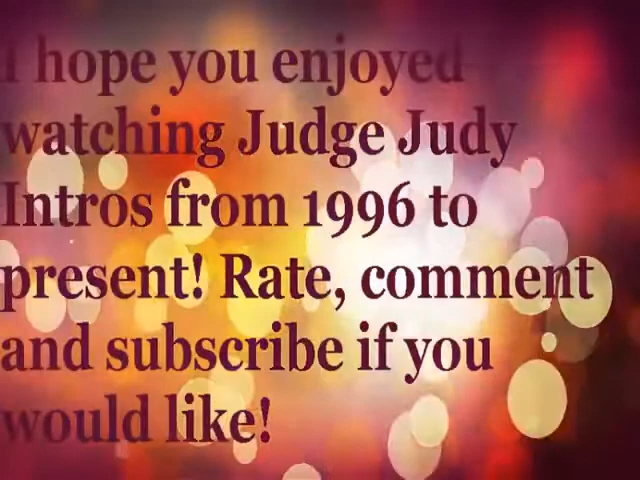 I hope you enjoyed
watching Judge Judy
Intros from 1996 to
present! Rate, comment
and subscribe if you
would like!